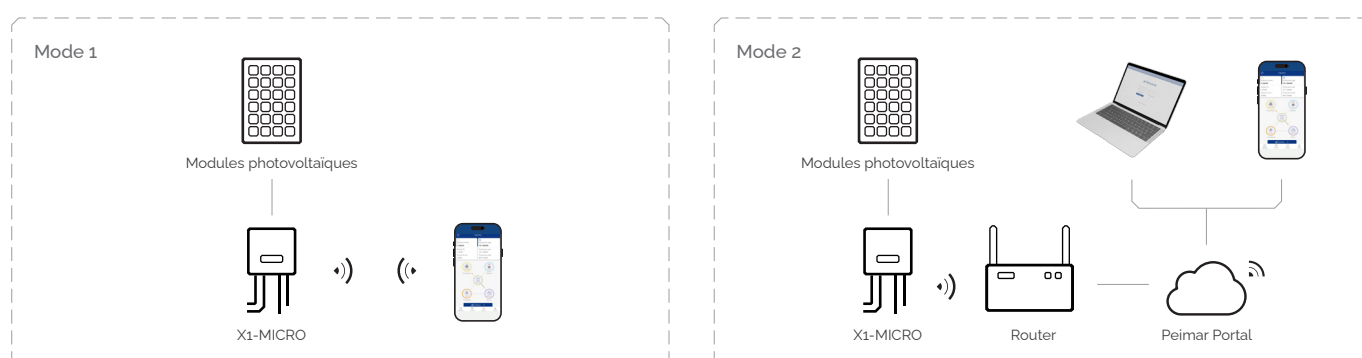 Mode 1
Modules photovoltaïques
X1-MICRO
Mode 2
Modules photovoltaïques
X1-MICRO
Router
Peimar Portal